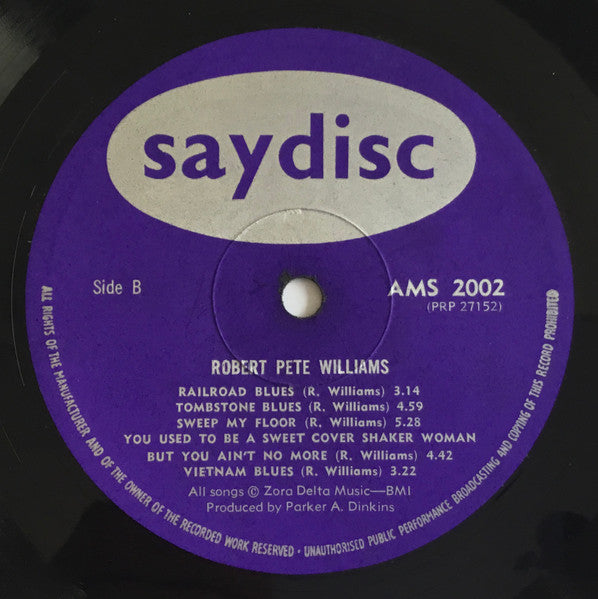 saydisc
Side B
AMS 2002
(PRP 27152)
ROBERT PETE WILLIAMS
RAILROAD BLUES (R. Williams) 3.14
TOMBSTONE BLUES (R. Williams) 4.59
SWEEP MY FLOOR (R. Williams) 5.28
YOU USED TO BE A SWEET COVER SHAKER WOMAN
BUT YOU AIN'T NO MORE (R. Williams) 4.42
VIETNAM BLUES (R. Williams) 3.22
All songs © Zora Delta Music—BMI
Produced by Parker A. Dinkins
ALL RIGHTS OF THE MANUFACTURER AND OF THE OWNER OF THE RECORDED WORK RESERVED · UNAUTHORISED PUBLIC PERFORMANCE BROADCASTING AND COPYING OF THIS RECORD PROHIBITED